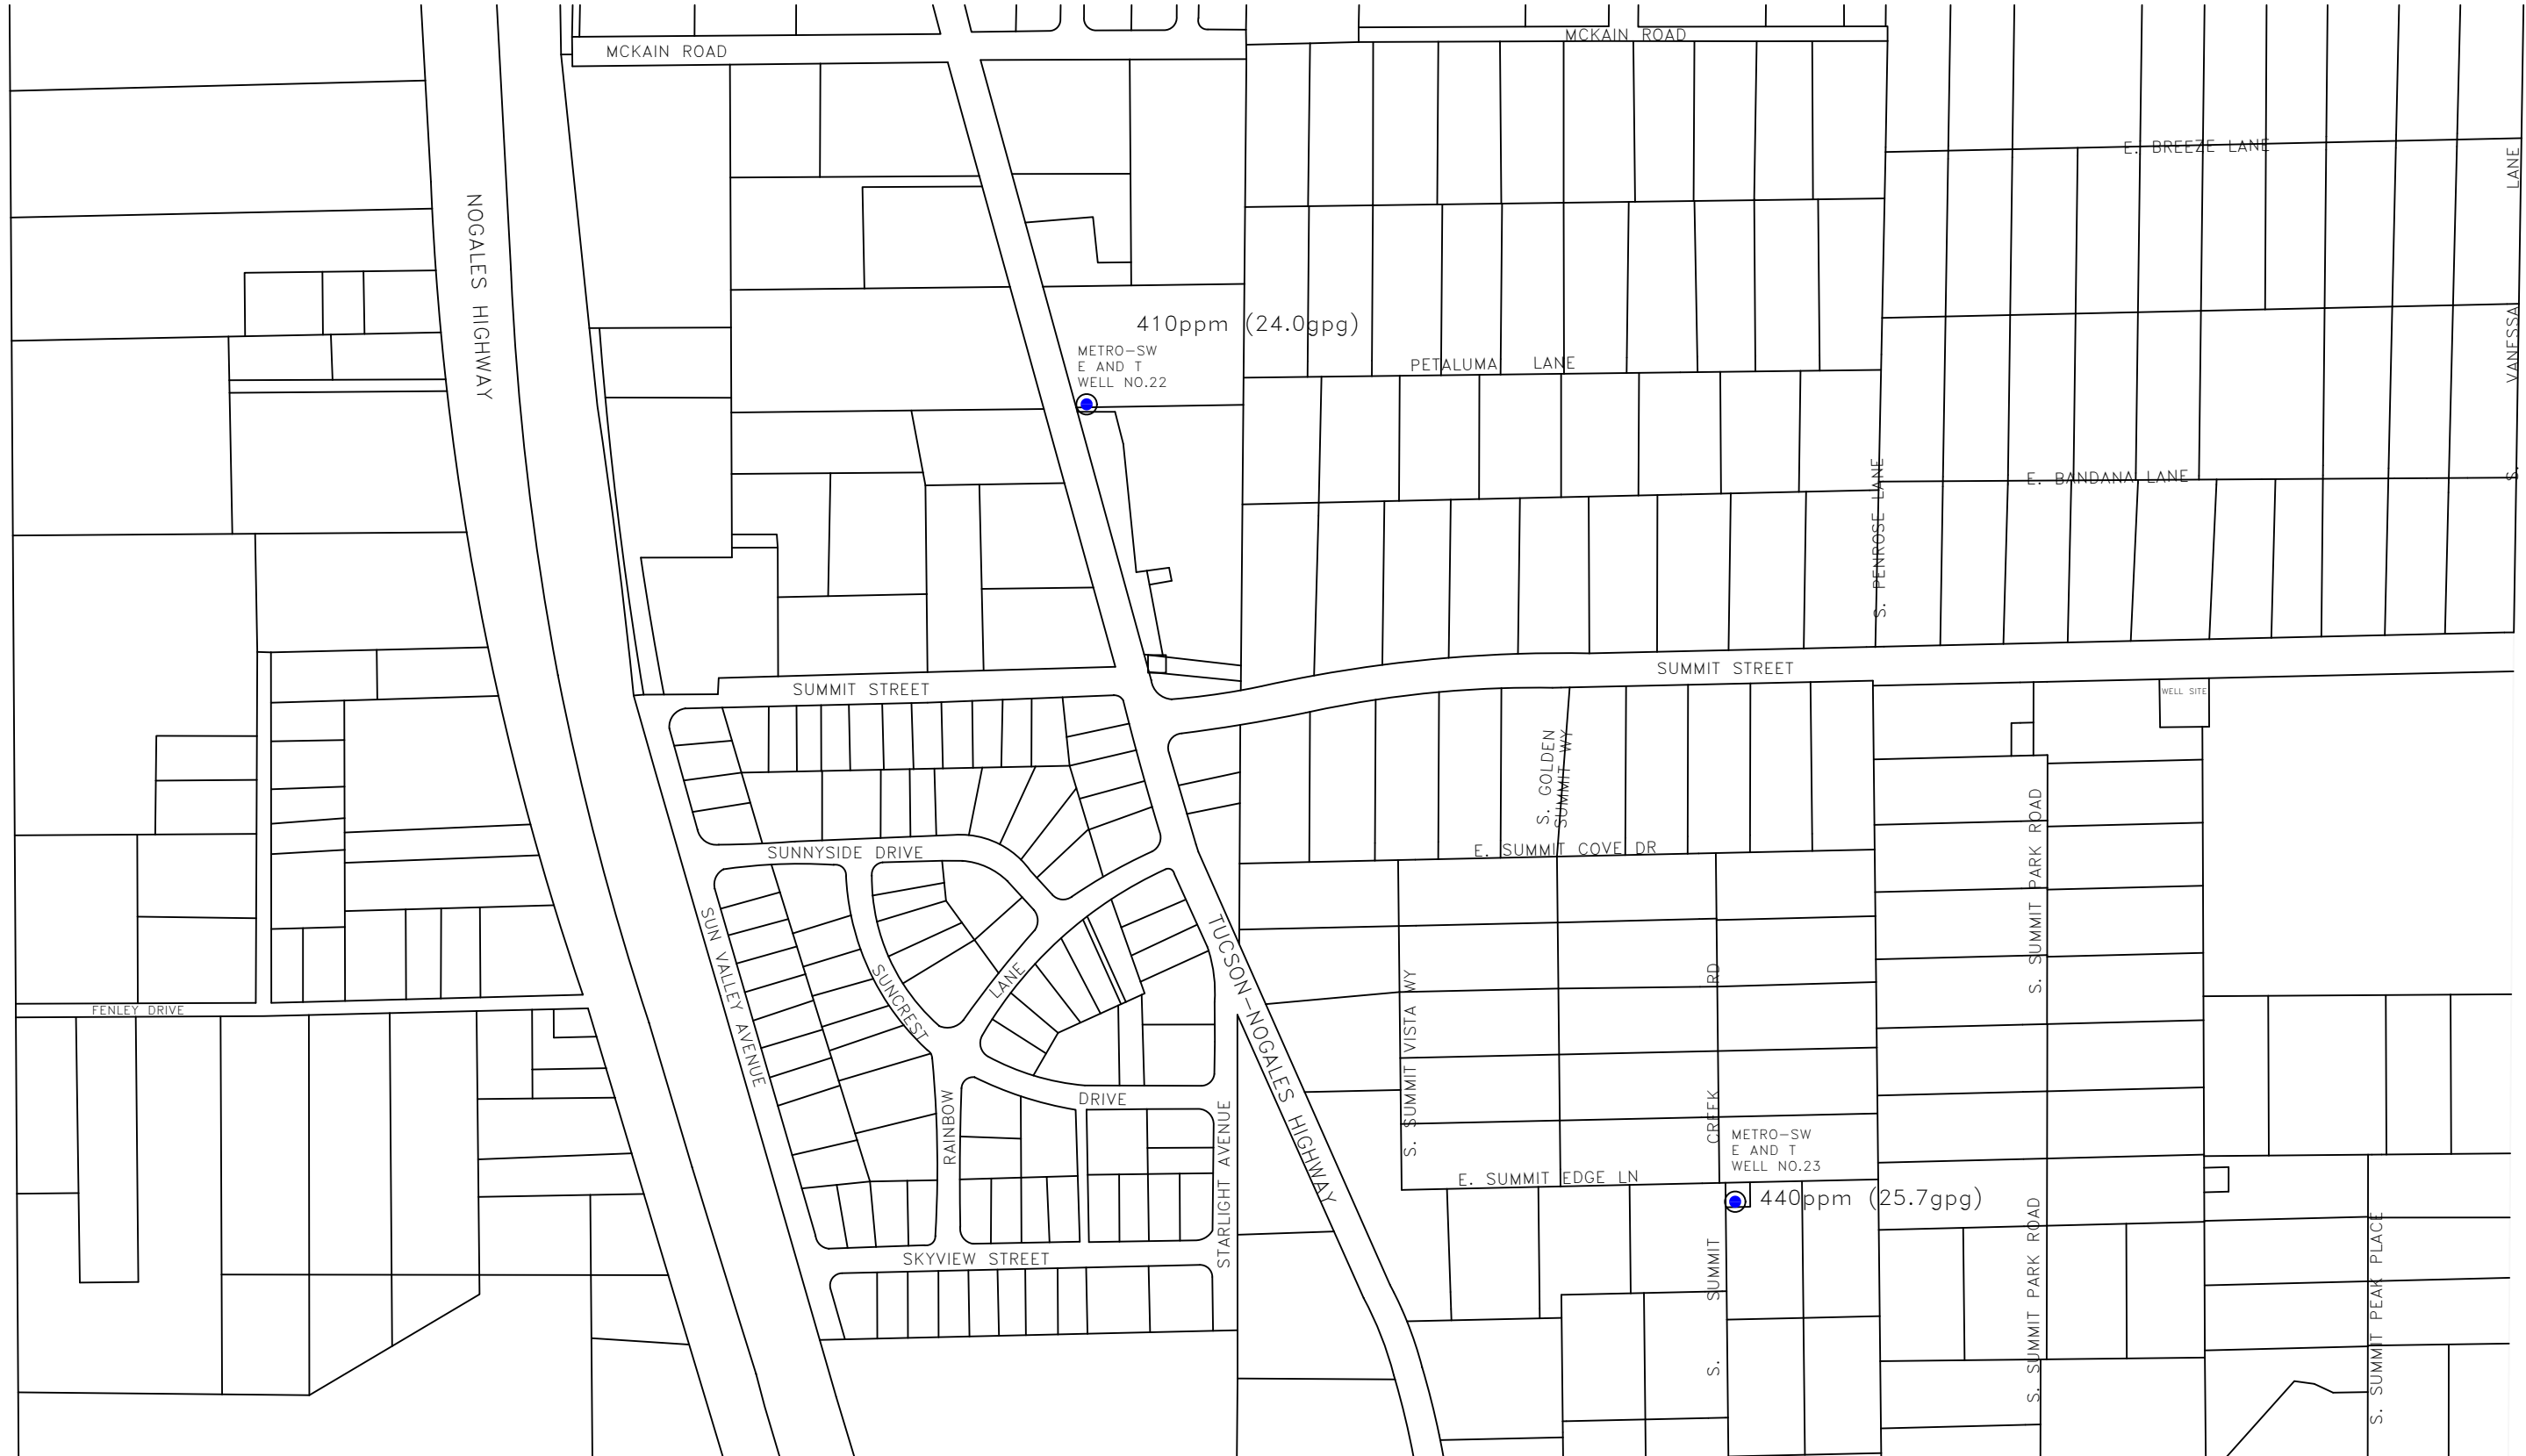 MCKAIN ROAD
MCKAIN ROAD
E. BREEZE LANE
S. VANESSA LANE
NOGALES HIGHWAY
410ppm (24.0gpg)
METRO-SW
E AND T
WELL NO.22
PETALUMA LANE
E. BANDANA LANE
S. PENROSE LANE
SUMMIT STREET
SUMMIT STREET
WELL SITE
S. GOLDEN
SUMMIT WY
S. SUMMIT PARK ROAD
E. SUMMIT COVE DR
SUNNYSIDE DRIVE
SUN VALLEY AVENUE
SUNCREST
LANE
TUCSON-NOGALES HIGHWAY
S. SUMMIT VISTA WY
S. SUMMIT CREEK RD
FENLEY DRIVE
RAINBOW
DRIVE
STARLIGHT AVENUE
METRO-SW
E AND T
WELL NO.23
E. SUMMIT EDGE LN
440ppm (25.7gpg)
S. SUMMIT PARK ROAD
S. SUMMIT PEAK PLACE
SKYVIEW STREET